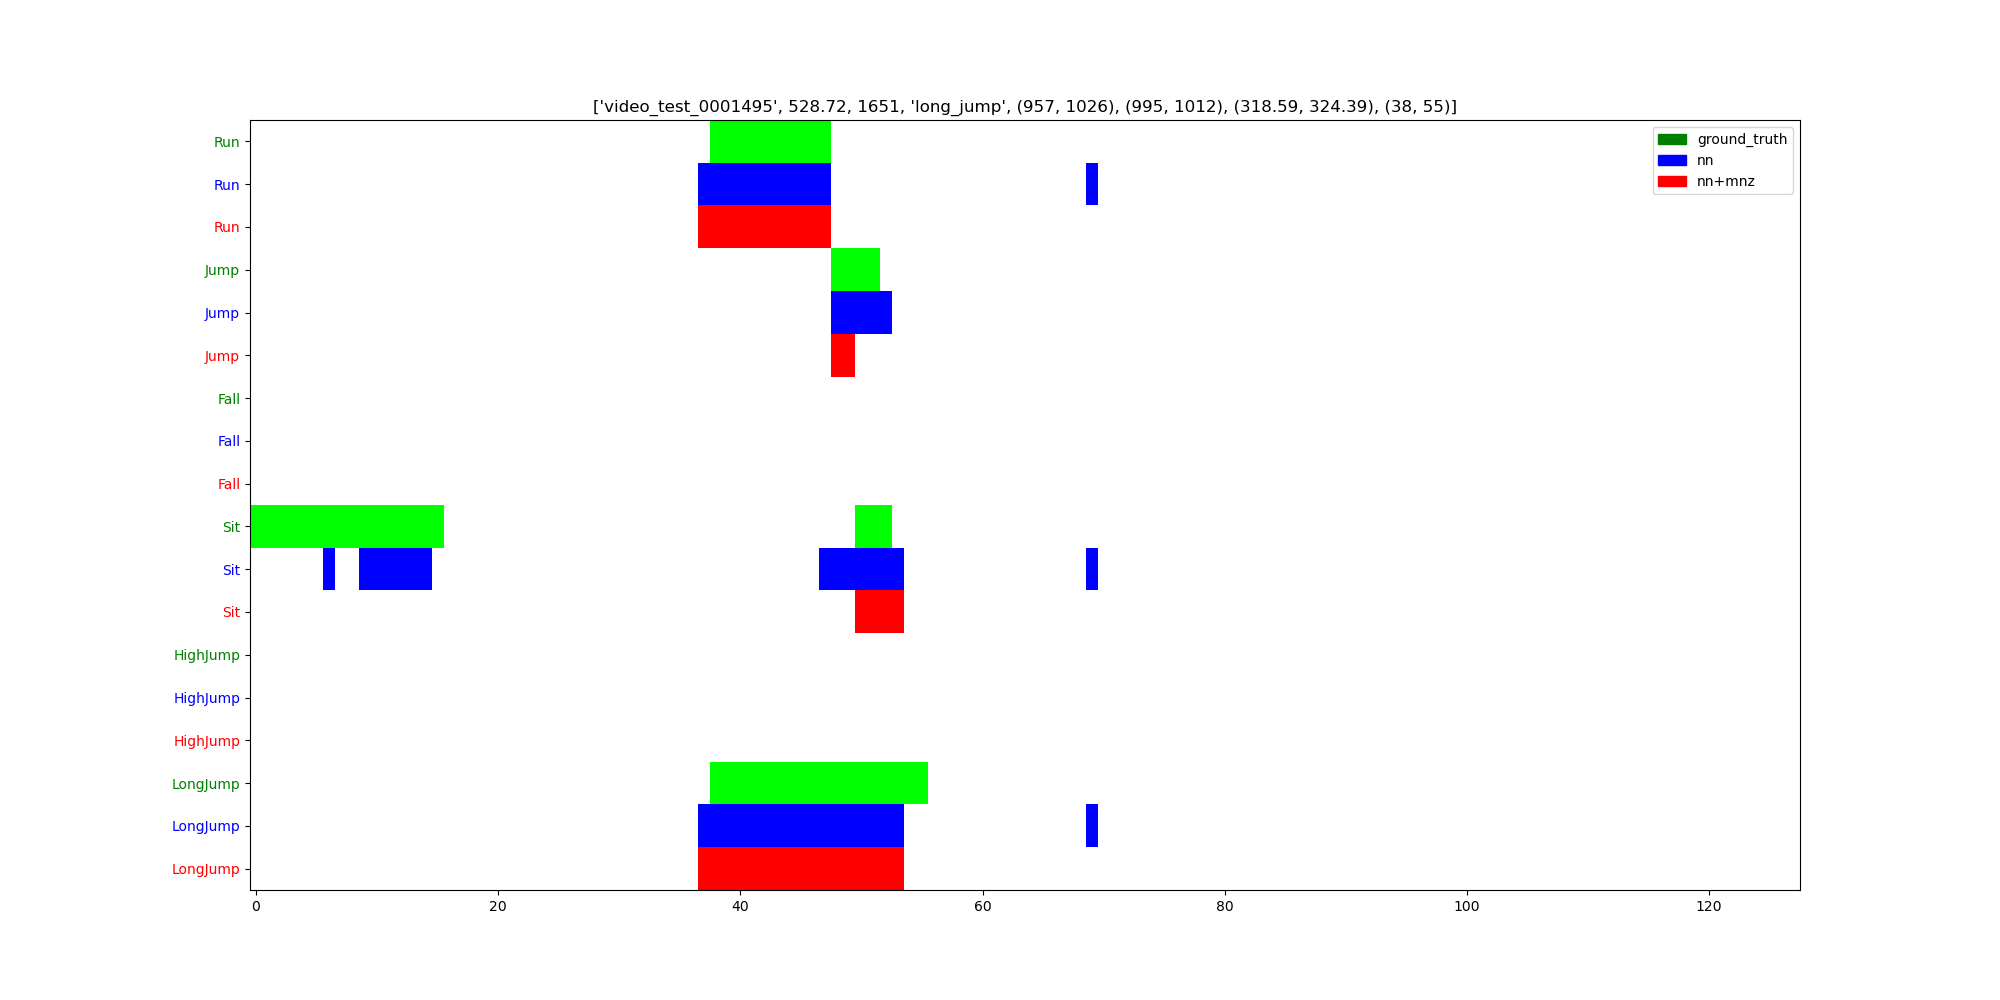 ['video_test_0001495', 528.72, 1651, 'long_jump', (957, 1026), (995, 1012), (318.59, 324.39), (38, 55)]
ground_truth
nn
nn+mnz
Run
Run
Run
Jump
Jump
Jump
Fall
Fall
Fall
Sit
Sit
Sit
HighJump
HighJump
HighJump
LongJump
LongJump
LongJump
0 20 40 60 80 100 120